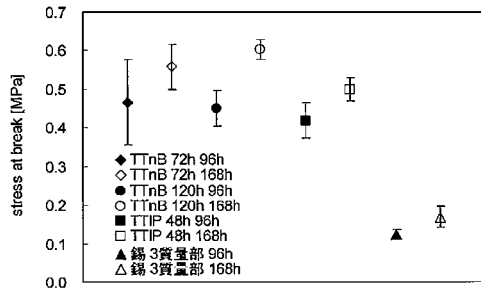 stress at break [MPa]
0.7
0.6
0.5
0.4
0.3
0.2
0.1
0.0
TTnB 72h 96h
TTnB 72h 168h
TTnB 120h 96h
TTnB 120h 168h
TTIP 48h 96h
TTIP 48h 168h
錫 3質量部 96h
錫 3質量部 168h